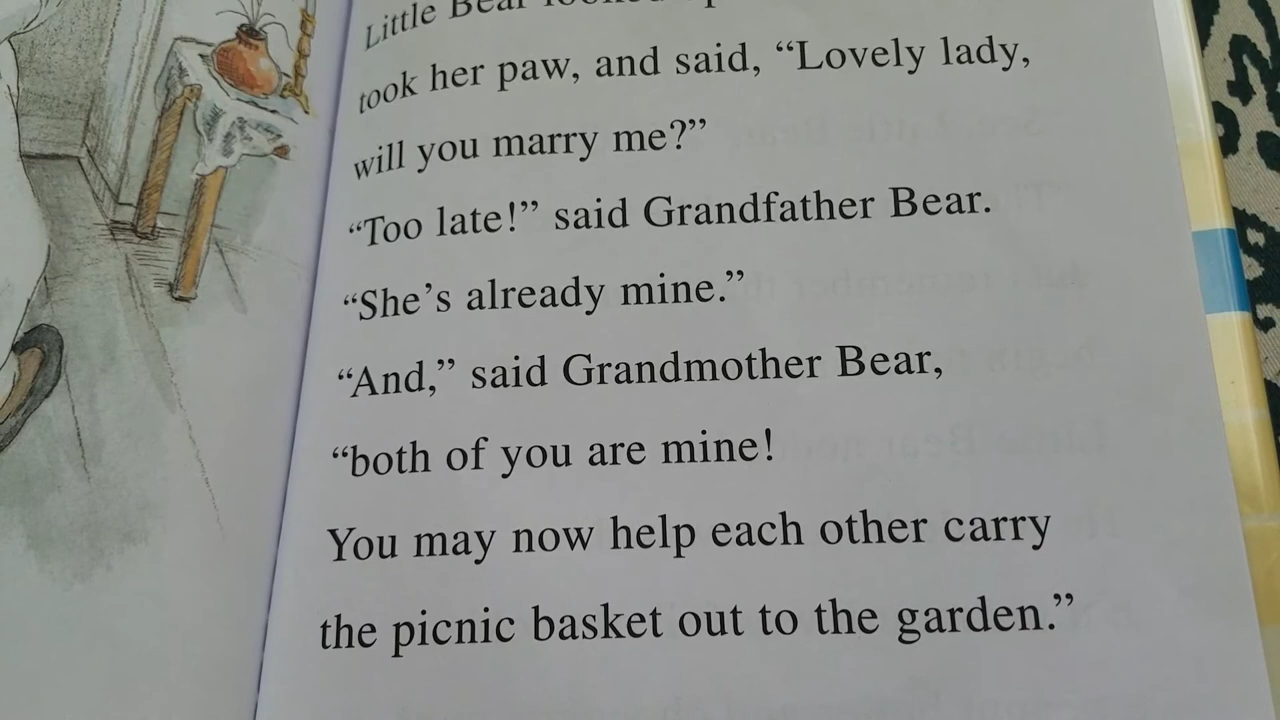 Little Bear looked
took her paw, and said, “Lovely lady,
will you marry me?”
“Too late!” said Grandfather Bear.
“She’s already mine.”
“And,” said Grandmother Bear,
“both of you are mine!
You may now help each other carry
the picnic basket out to the garden.”